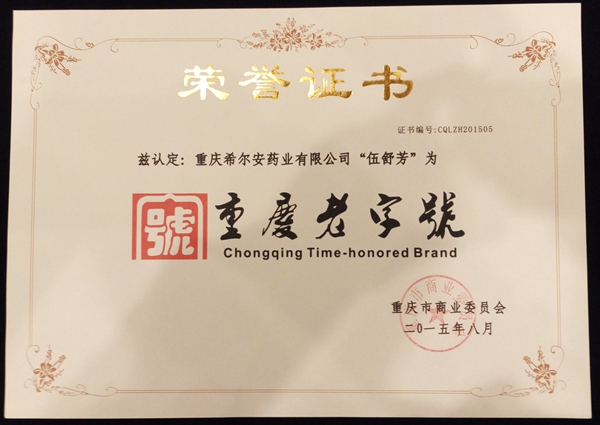 荣誉证书
证书编号:CQLZH201505
兹认定：重庆希尔安药业有限公司“伍舒芳”为
號 重慶老字號
Chongqing Time-honored Brand
重庆市商业委员会
二0一五年八月